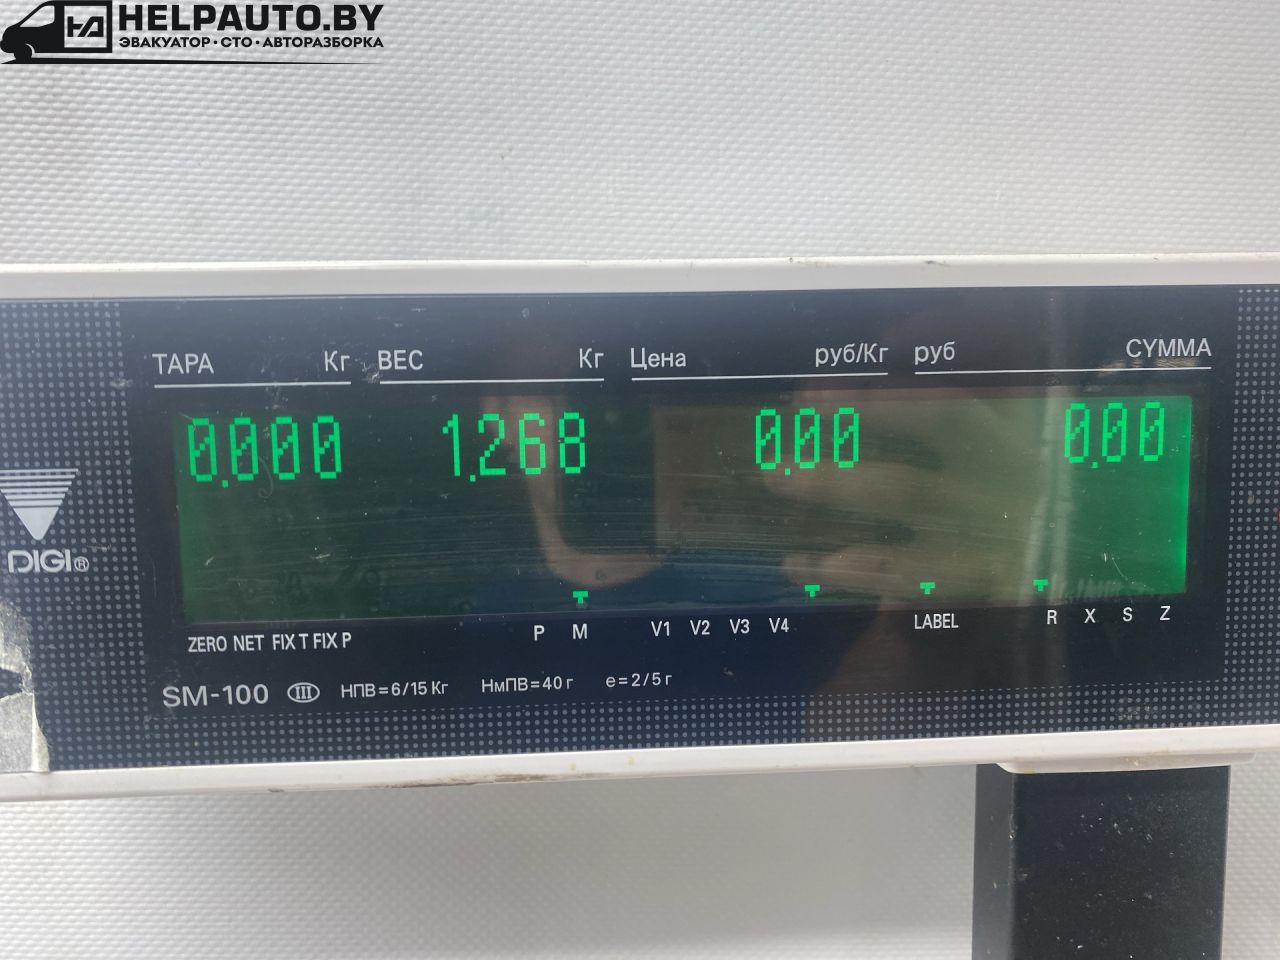 HELPAUTO.BY
ЭВАКУАТОР·СТО·АВТОРАЗБОРКА
ТАРА Кг ВЕС Кг Цена руб/Кг руб СУММА
0.000 1.268 0.00 0.00
DIGI®
ZERO NET FIX T FIX P P M V1 V2 V3 V4 LABEL R X S Z
SM-100 III НПВ=6/15 Кг НмПВ=40 г e=2/5 г